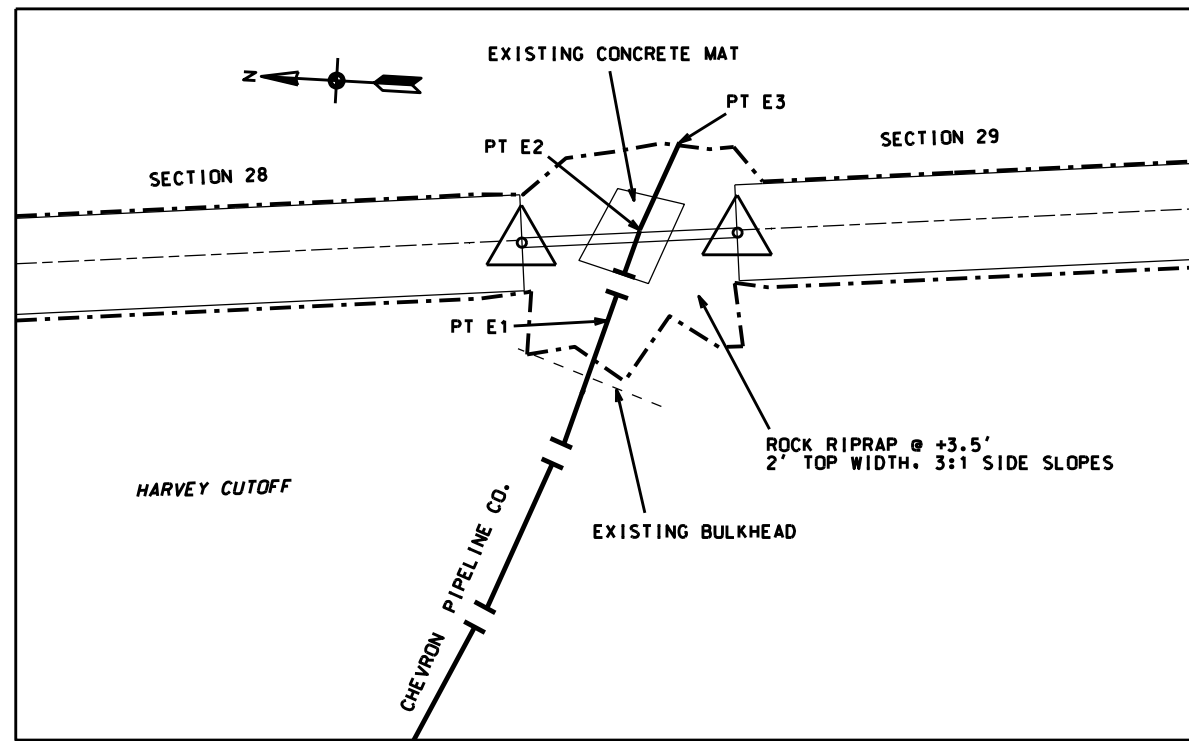 EXISTING CONCRETE MAT
N
PT E3
PT E2
SECTION 29
SECTION 28
PT E1
ROCK RIPRAP @ +3.5'
2' TOP WIDTH. 3:1 SIDE SLOPES
HARVEY CUTOFF
EXISTING BULKHEAD
CHEVRON PIPELINE CO.